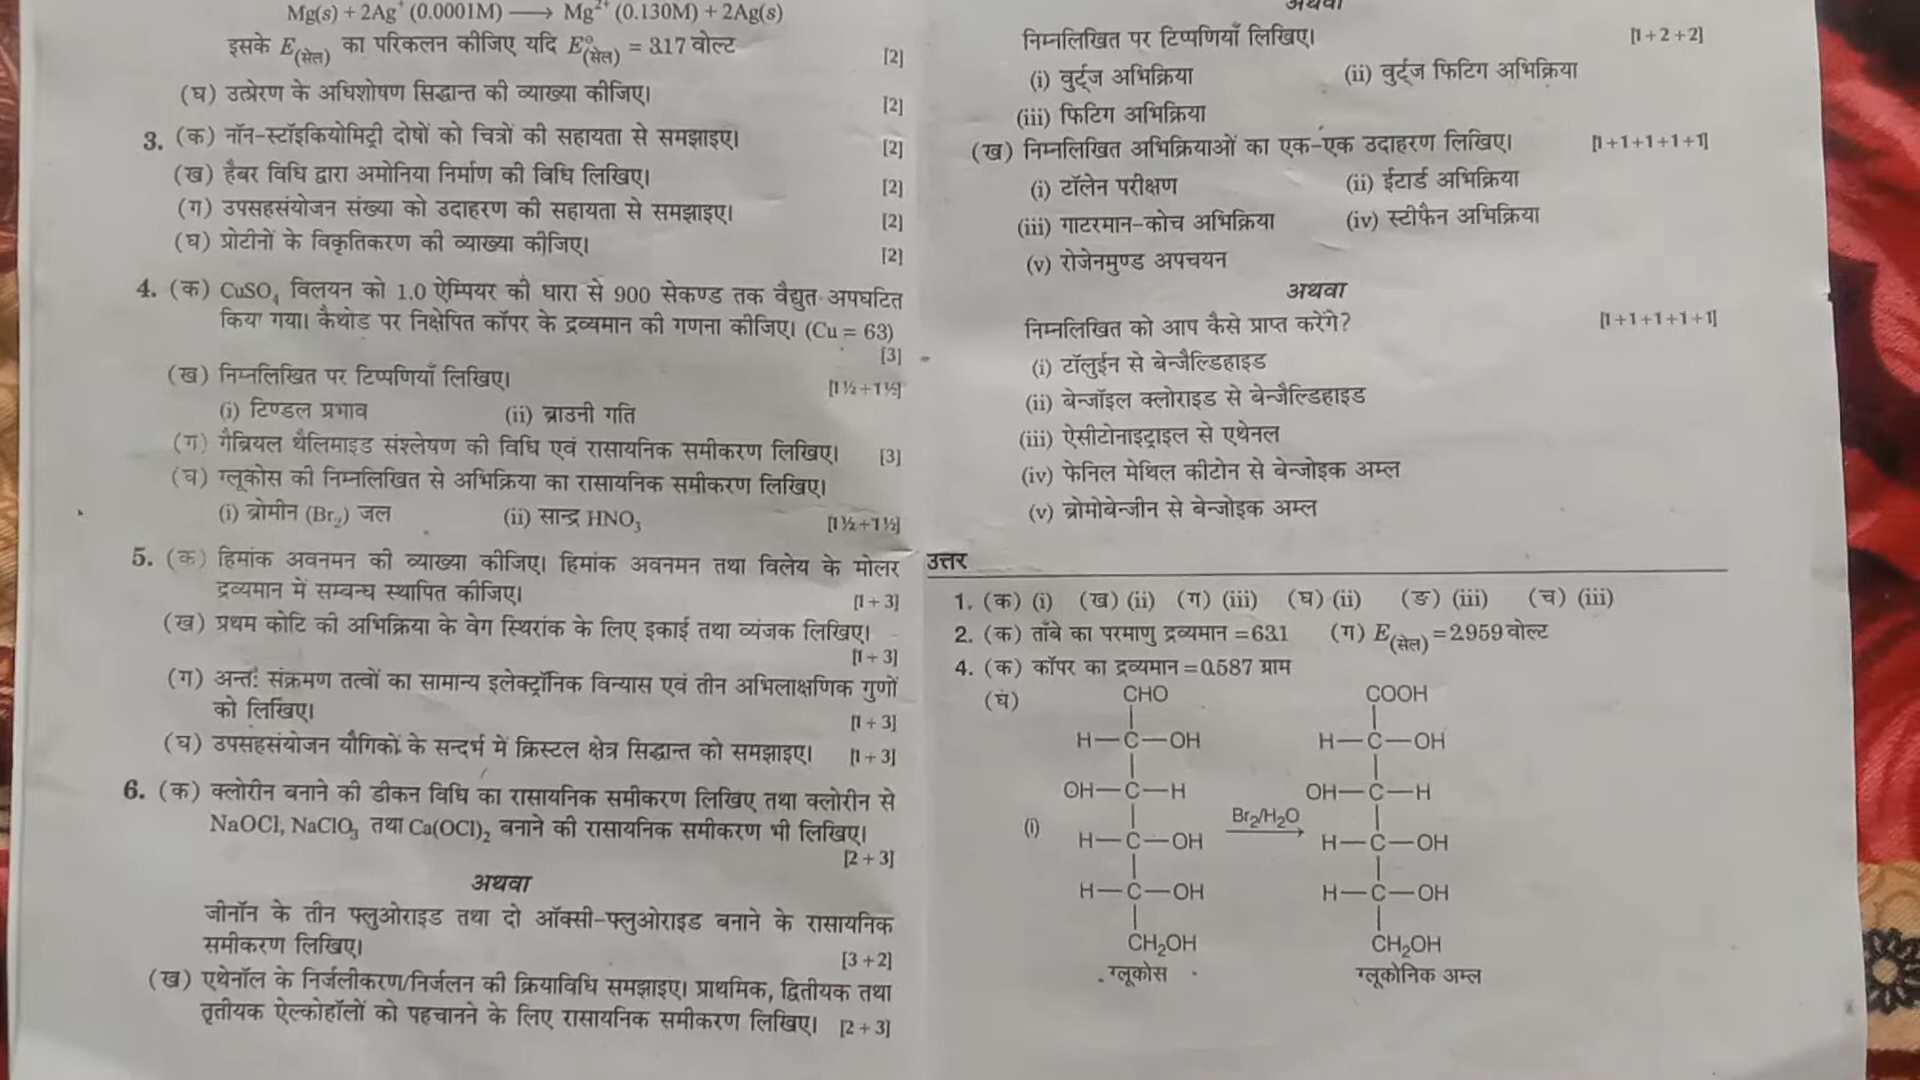 Mg(s) + 2Ag⁺ (0.0001M) ⟶ Mg²⁺ (0.130M) + 2Ag(s)
इसके E(सेल) का परिकलन कीजिए यदि E°(सेल) = 3.17 वोल्ट [2]
(घ) उत्प्रेरण के अधिशोषण सिद्धान्त की व्याख्या कीजिए। [2]
3. (क) नॉन-स्टॉइकियोमिट्री दोषों को चित्रों की सहायता से समझाइए। [2]
(ख) हैबर विधि द्वारा अमोनिया निर्माण की विधि लिखिए। [2]
(ग) उपसहसंयोजन संख्या को उदाहरण की सहायता से समझाइए। [2]
(घ) प्रोटीनों के विकृतिकरण की व्याख्या कीजिए। [2]
4. (क) CuSO₄ विलयन को 1.0 ऐम्पियर की धारा से 900 सेकण्ड तक वैद्युत अपघटित
किया गया। कैथोड पर निक्षेपित कॉपर के द्रव्यमान की गणना कीजिए। (Cu = 63)
[3]
(ख) निम्नलिखित पर टिप्पणियाँ लिखिए। [1½+1½]
(i) टिण्डल प्रभाव (ii) ब्राउनी गति
(ग) गैब्रियल थैलिमाइड संश्लेषण की विधि एवं रासायनिक समीकरण लिखिए। [3]
(घ) ग्लूकोस की निम्नलिखित से अभिक्रिया का रासायनिक समीकरण लिखिए।
(i) ब्रोमीन (Br₂) जल (ii) सान्द्र HNO₃ [1½+1½]
5. (क) हिमांक अवनमन की व्याख्या कीजिए। हिमांक अवनमन तथा विलेय के मोलर
द्रव्यमान में सम्बन्ध स्थापित कीजिए। [1+3]
(ख) प्रथम कोटि की अभिक्रिया के वेग स्थिरांक के लिए इकाई तथा व्यंजक लिखिए।
[1+3]
(ग) अन्तः संक्रमण तत्वों का सामान्य इलेक्ट्रॉनिक विन्यास एवं तीन अभिलाक्षणिक गुणों
को लिखिए। [1+3]
(घ) उपसहसंयोजन यौगिकों के सन्दर्भ में क्रिस्टल क्षेत्र सिद्धान्त को समझाइए। [1+3]
6. (क) क्लोरीन बनाने की डीकन विधि का रासायनिक समीकरण लिखिए तथा क्लोरीन से
NaOCl, NaClO₃ तथा Ca(OCl)₂ बनाने की रासायनिक समीकरण भी लिखिए।
[2+3]
अथवा
जीनॉन के तीन फ्लुओराइड तथा दो ऑक्सी-फ्लुओराइड बनाने के रासायनिक
समीकरण लिखिए। [3+2]
(ख) एथेनॉल के निर्जलीकरण/निर्जलन की क्रियाविधि समझाइए। प्राथमिक, द्वितीयक तथा
तृतीयक ऐल्कोहॉलों को पहचानने के लिए रासायनिक समीकरण लिखिए। [2+3]
अथवा
निम्नलिखित पर टिप्पणियाँ लिखिए। [1+2+2]
(i) वुर्ट्ज अभिक्रिया (ii) वुर्ट्ज फिटिग अभिक्रिया
(iii) फिटिग अभिक्रिया
(ख) निम्नलिखित अभिक्रियाओं का एक-एक उदाहरण लिखिए। [1+1+1+1+1]
(i) टॉलेन परीक्षण (ii) ईटार्ड अभिक्रिया
(iii) गाटरमान-कोच अभिक्रिया (iv) स्टीफैन अभिक्रिया
(v) रोजेनमुण्ड अपचयन
अथवा
निम्नलिखित को आप कैसे प्राप्त करेंगे? [1+1+1+1+1]
(i) टॉलुईन से बेन्जैल्डिहाइड
(ii) बेन्जॉइल क्लोराइड से बेन्जैल्डिहाइड
(iii) ऐसीटोनाइट्राइल से एथेनल
(iv) फेनिल मेथिल कीटोन से बेन्जोइक अम्ल
(v) ब्रोमोबेन्जीन से बेन्जोइक अम्ल
उत्तर
1. (क) (i) (ख) (ii) (ग) (iii) (घ) (ii) (ङ) (iii) (च) (iii)
2. (क) ताँबे का परमाणु द्रव्यमान = 63.1 (ग) E(सेल) = 2.959 वोल्ट
4. (क) कॉपर का द्रव्यमान = 0.587 ग्राम
(घ) CHO COOH
H—C—OH H—C—OH
OH—C—H OH—C—H
(i) Br₂/H₂O
H—C—OH H—C—OH
H—C—OH H—C—OH
CH₂OH CH₂OH
ग्लूकोस ग्लूकोनिक अम्ल